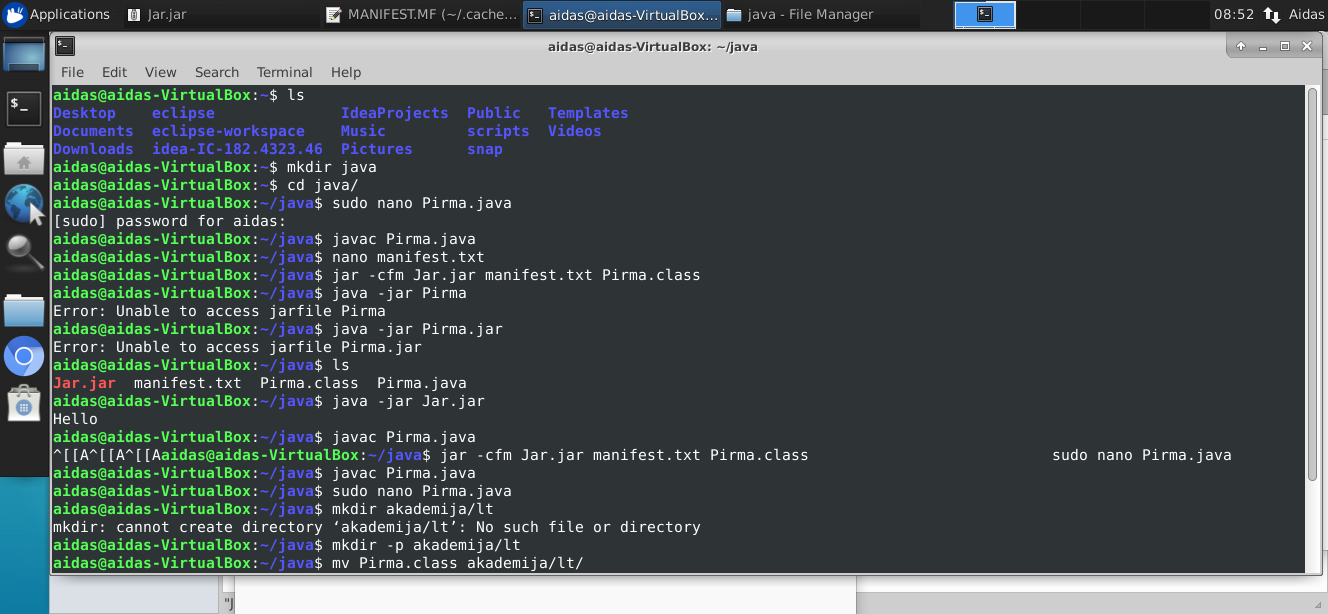 Applications
Jar.jar
MANIFEST.MF (~/.cache...
aidas@aidas-VirtualBox...
java - File Manager
08:52
Aidas
aidas@aidas-VirtualBox: ~/java
File Edit View Search Terminal Help
aidas@aidas-VirtualBox:~$ ls
Desktop eclipse IdeaProjects Public Templates
Documents eclipse-workspace Music scripts Videos
Downloads idea-IC-182.4323.46 Pictures snap
aidas@aidas-VirtualBox:~$ mkdir java
aidas@aidas-VirtualBox:~$ cd java/
aidas@aidas-VirtualBox:~/java$ sudo nano Pirma.java
[sudo] password for aidas:
aidas@aidas-VirtualBox:~/java$ javac Pirma.java
aidas@aidas-VirtualBox:~/java$ nano manifest.txt
aidas@aidas-VirtualBox:~/java$ jar -cfm Jar.jar manifest.txt Pirma.class
aidas@aidas-VirtualBox:~/java$ java -jar Pirma
Error: Unable to access jarfile Pirma
aidas@aidas-VirtualBox:~/java$ java -jar Pirma.jar
Error: Unable to access jarfile Pirma.jar
aidas@aidas-VirtualBox:~/java$ ls
Jar.jar manifest.txt Pirma.class Pirma.java
aidas@aidas-VirtualBox:~/java$ java -jar Jar.jar
Hello
aidas@aidas-VirtualBox:~/java$ javac Pirma.java
^[[A^[[A^[[Aaidas@aidas-VirtualBox:~/java$ jar -cfm Jar.jar manifest.txt Pirma.class sudo nano Pirma.java
aidas@aidas-VirtualBox:~/java$ javac Pirma.java
aidas@aidas-VirtualBox:~/java$ sudo nano Pirma.java
aidas@aidas-VirtualBox:~/java$ mkdir akademija/lt
mkdir: cannot create directory ‘akademija/lt’: No such file or directory
aidas@aidas-VirtualBox:~/java$ mkdir -p akademija/lt
aidas@aidas-VirtualBox:~/java$ mv Pirma.class akademija/lt/
"J